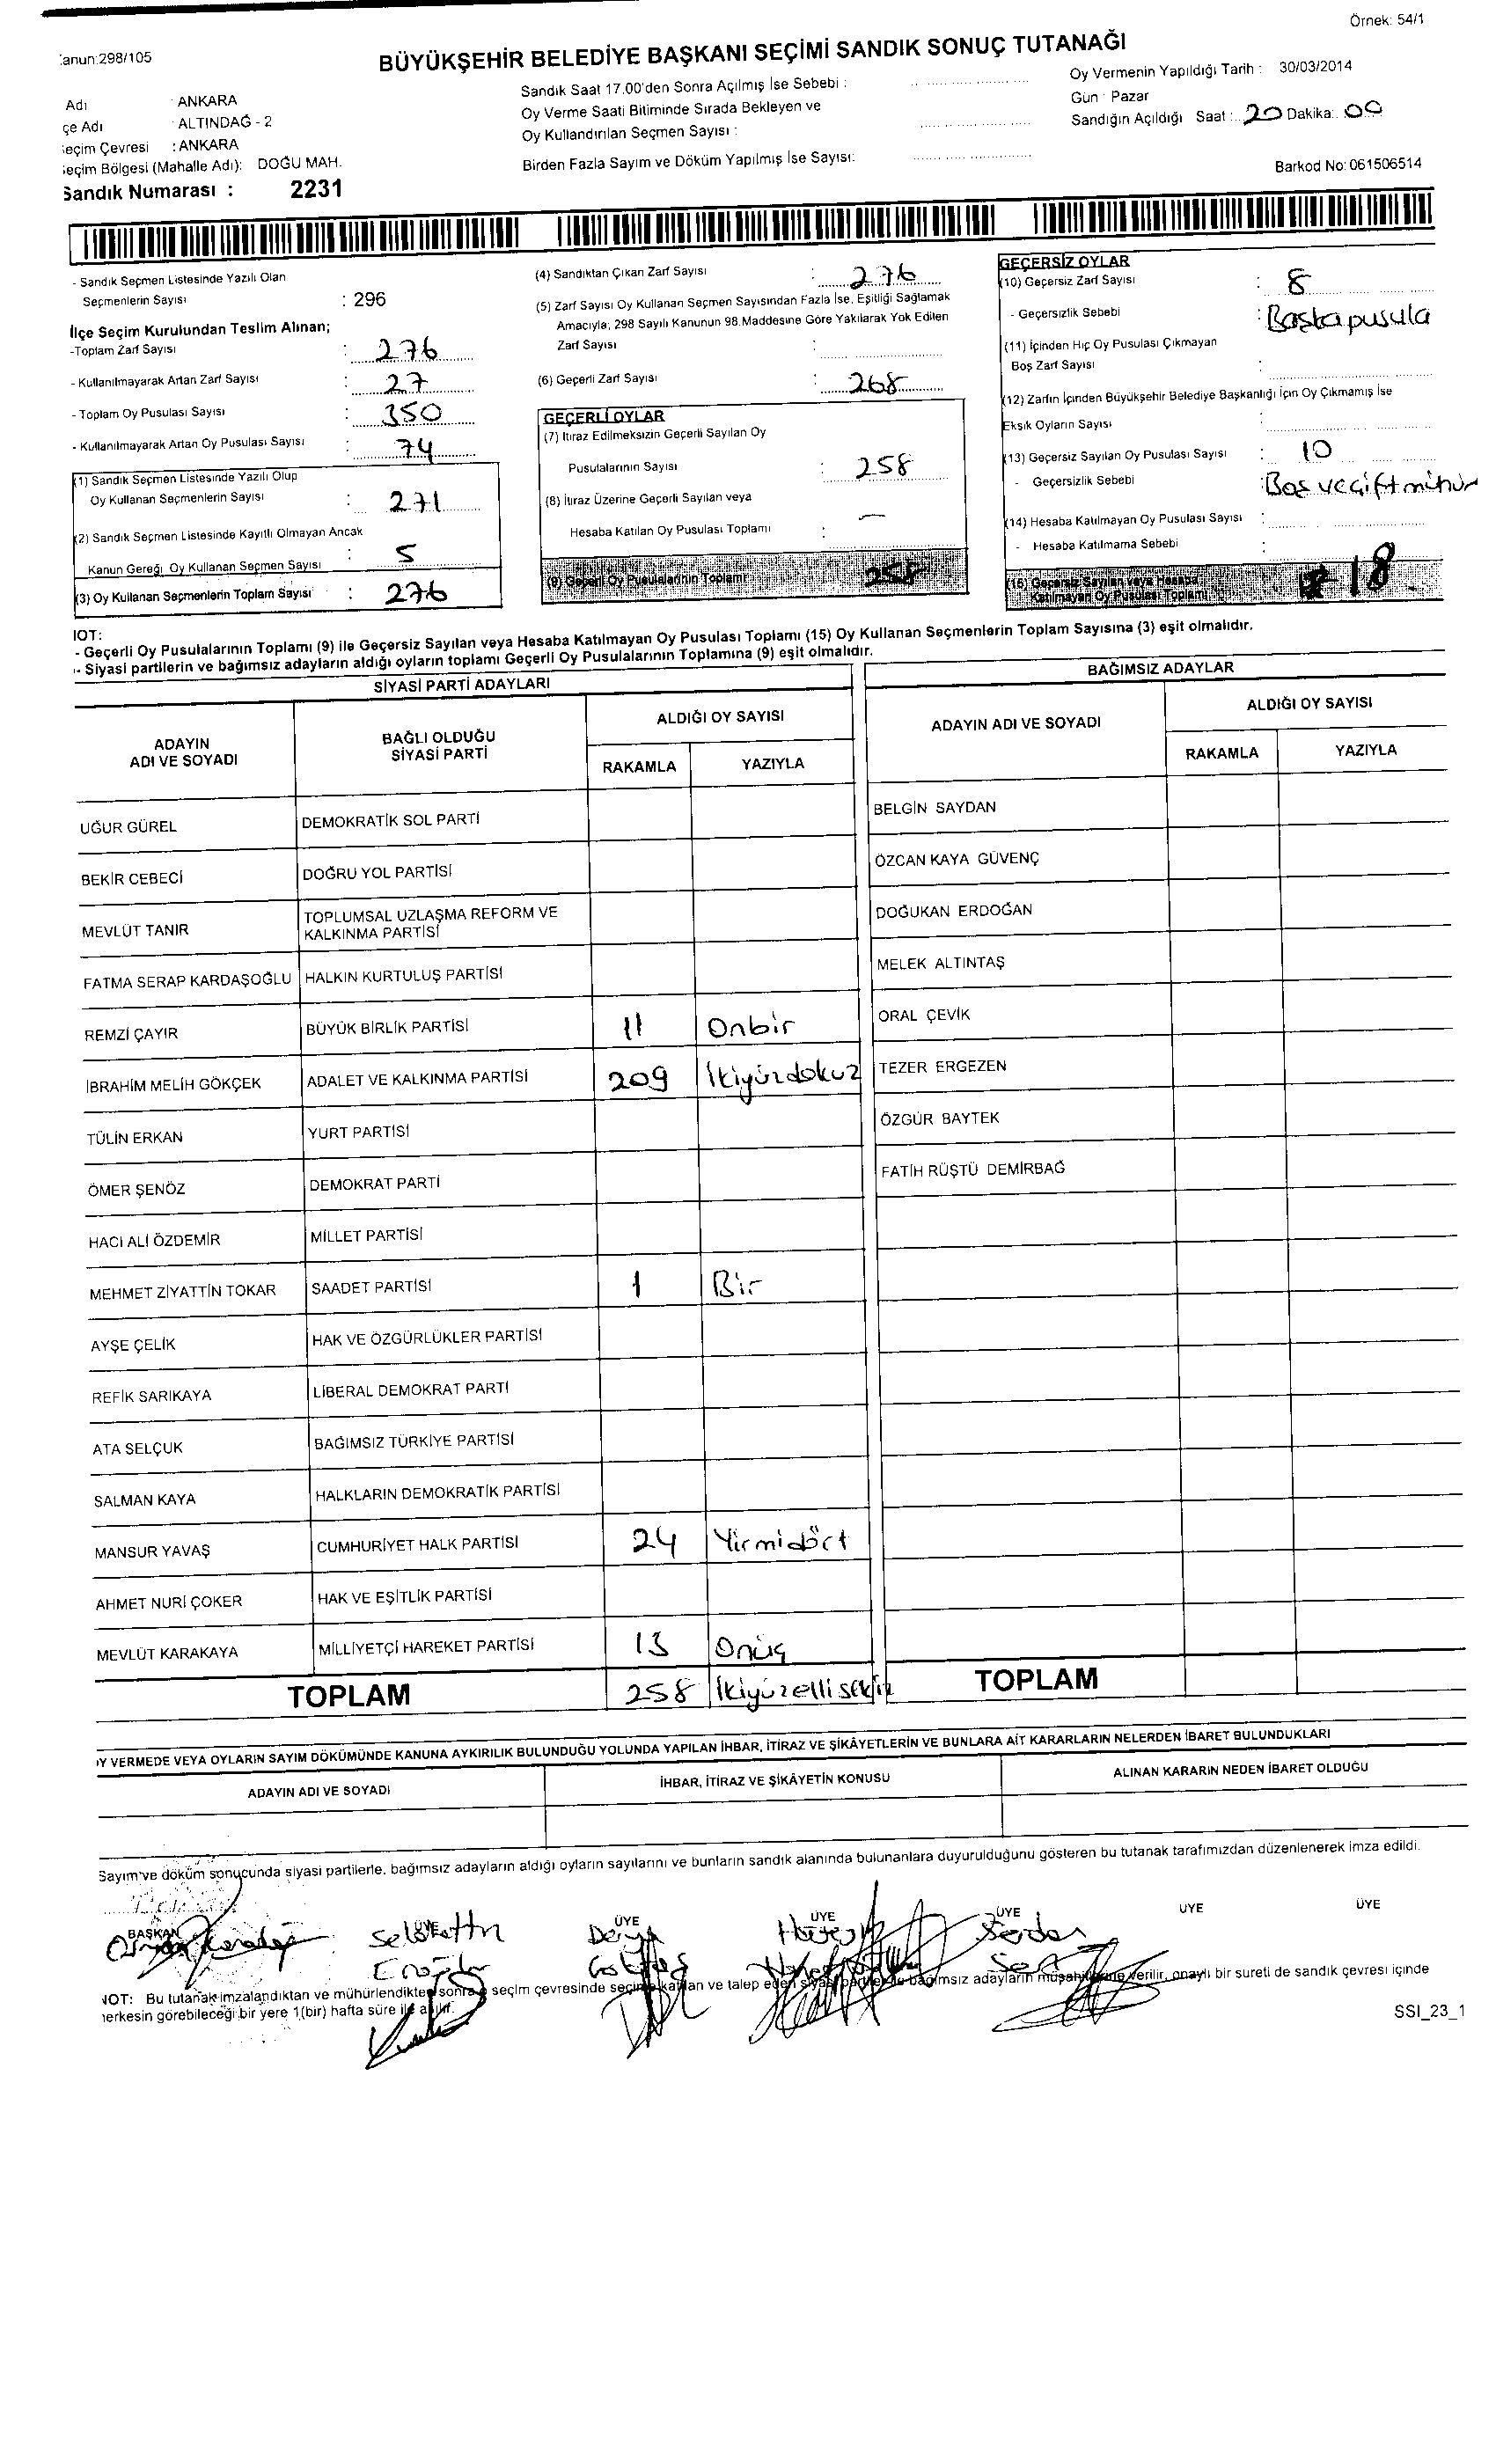 Örnek: 54/1
Kanun:298/105
BÜYÜKŞEHİR BELEDİYE BAŞKANI SEÇİMİ SANDIK SONUÇ TUTANAĞI
Adı : ANKARA
çe Adı : ALTINDAĞ - 2
eçim Çevresi : ANKARA
eçim Bölgesi (Mahalle Adı): DOĞU MAH.
Sandık Numarası : 2231
Sandık Saat 17.00'den Sonra Açılmış İse Sebebi :
Oy Verme Saati Bitiminde Sırada Bekleyen ve
Oy Kullandırılan Seçmen Sayısı :
Birden Fazla Sayım ve Döküm Yapılmış İse Sayısı:
Oy Vermenin Yapıldığı Tarih : 30/03/2014
Gün : Pazar
Sandığın Açıldığı Saat : 20 Dakika: 00
Barkod No: 061506514
- Sandık Seçmen Listesinde Yazılı Olan
Seçmenlerin Sayısı : 296
İlçe Seçim Kurulundan Teslim Alınan;
-Toplam Zarf Sayısı : 276
- Kullanılmayarak Artan Zarf Sayısı : 27
- Toplam Oy Pusulası Sayısı : 350
- Kullanılmayarak Artan Oy Pusulası Sayısı : 74
(1) Sandık Seçmen Listesinde Yazılı Olup
Oy Kullanan Seçmenlerin Sayısı : 271
(2) Sandık Seçmen Listesinde Kayıtlı Olmayan Ancak
Kanun Gereği Oy Kullanan Seçmen Sayısı : 5
(3) Oy Kullanan Seçmenlerin Toplam Sayısı : 276
(4) Sandıktan Çıkan Zarf Sayısı : 276
(5) Zarf Sayısı Oy Kullanan Seçmen Sayısından Fazla İse, Eşitliği Sağlamak
Amacıyla; 298 Sayılı Kanunun 98.Maddesine Göre Yakılarak Yok Edilen
Zarf Sayısı :
(6) Geçerli Zarf Sayısı : 268
GEÇERLİ OYLAR
(7) İtiraz Edilmeksizin Geçerli Sayılan Oy
Pusulalarının Sayısı : 258
(8) İtiraz Üzerine Geçerli Sayılan veya
Hesaba Katılan Oy Pusulası Toplamı : —
(9) Geçerli Oy Pusulalarının Toplamı 258
GEÇERSİZ OYLAR
(10) Geçersiz Zarf Sayısı : 8
- Geçersizlik Sebebi : Başka pusula
(11) İçinden Hiç Oy Pusulası Çıkmayan
Boş Zarf Sayısı :
(12) Zarfın İçinden Büyükşehir Belediye Başkanlığı İçin Oy Çıkmamış İse
Eksik Oyların Sayısı :
(13) Geçersiz Sayılan Oy Pusulası Sayısı : 10
- Geçersizlik Sebebi : Boş ve çift mühür
(14) Hesaba Katılmayan Oy Pusulası Sayısı :
- Hesaba Katılmama Sebebi :
(15) Geçersiz Sayılan veya Hesaba
Katılmayan Oy Pusulası Toplamı 18
NOT:
- Geçerli Oy Pusulalarının Toplamı (9) ile Geçersiz Sayılan veya Hesaba Katılmayan Oy Pusulası Toplamı (15) Oy Kullanan Seçmenlerin Toplam Sayısına (3) eşit olmalıdır.
- Siyasi partilerin ve bağımsız adayların aldığı oyların toplamı Geçerli Oy Pusulalarının Toplamına (9) eşit olmalıdır.
SİYASİ PARTİ ADAYLARI
ADAYIN ADI VE SOYADI BAĞLI OLDUĞU SİYASİ PARTİ ALDIĞI OY SAYISI
RAKAMLA YAZIYLA
UĞUR GÜREL DEMOKRATİK SOL PARTİ
BEKİR CEBECİ DOĞRU YOL PARTİSİ
MEVLÜT TANIR TOPLUMSAL UZLAŞMA REFORM VE KALKINMA PARTİSİ
FATMA SERAP KARDAŞOĞLU HALKIN KURTULUŞ PARTİSİ
REMZİ ÇAYIR BÜYÜK BİRLİK PARTİSİ 11 Onbir
İBRAHİM MELİH GÖKÇEK ADALET VE KALKINMA PARTİSİ 209 İkiyüzdokuz
TÜLİN ERKAN YURT PARTİSİ
ÖMER ŞENÖZ DEMOKRAT PARTİ
HACI ALİ ÖZDEMİR MİLLET PARTİSİ
MEHMET ZİYATTİN TOKAR SAADET PARTİSİ 1 Bir
AYŞE ÇELİK HAK VE ÖZGÜRLÜKLER PARTİSİ
REFİK SARIKAYA LİBERAL DEMOKRAT PARTİ
ATA SELÇUK BAĞIMSIZ TÜRKİYE PARTİSİ
SALMAN KAYA HALKLARIN DEMOKRATİK PARTİSİ
MANSUR YAVAŞ CUMHURİYET HALK PARTİSİ 24 Yirmidört
AHMET NURİ ÇOKER HAK VE EŞİTLİK PARTİSİ
MEVLÜT KARAKAYA MİLLİYETÇİ HAREKET PARTİSİ 13 Onüç
TOPLAM 258 İkiyüzellisekiz
BAĞIMSIZ ADAYLAR
ADAYIN ADI VE SOYADI ALDIĞI OY SAYISI
RAKAMLA YAZIYLA
BELGİN SAYDAN
ÖZCAN KAYA GÜVENÇ
DOĞUKAN ERDOĞAN
MELEK ALTINTAŞ
ORAL ÇEVİK
TEZER ERGEZEN
ÖZGÜR BAYTEK
FATİH RÜŞTÜ DEMİRBAĞ
TOPLAM
OY VERMEDE VEYA OYLARIN SAYIM DÖKÜMÜNDE KANUNA AYKIRILIK BULUNDUĞU YOLUNDA YAPILAN İHBAR, İTİRAZ VE ŞİKÂYETLERİN VE BUNLARA AİT KARARLARIN NELERDEN İBARET BULUNDUKLARI
ADAYIN ADI VE SOYADI İHBAR, İTİRAZ VE ŞİKÂYETİN KONUSU ALINAN KARARIN NEDEN İBARET OLDUĞU
Sayım ve döküm sonucunda siyasi partilerle, bağımsız adayların aldığı oyların sayılarını ve bunların sandık alanında bulunanlara duyurulduğunu gösteren bu tutanak tarafımızdan düzenlenerek imza edildi.
BAŞKAN ÜYE ÜYE ÜYE ÜYE ÜYE ÜYE
Selahattin Derya Serdar
NOT: Bu tutanak imzalandıktan ve mühürlendikten sonra seçim çevresinde seçime katılan ve talep eden siyasi partiler ile bağımsız adayların müşahitlerine verilir, onaylı bir sureti de sandık çevresi içinde
herkesin görebileceği bir yere 1(bir) hafta süre ile asılır.
SSI_23_1